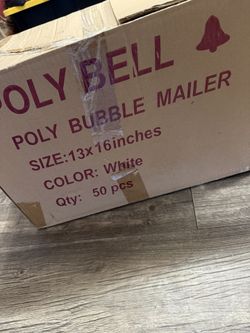 POLY BELL
POLY BUBBLE MAILER
SIZE:13x16inches
COLOR: White
Qty: 50 pcs